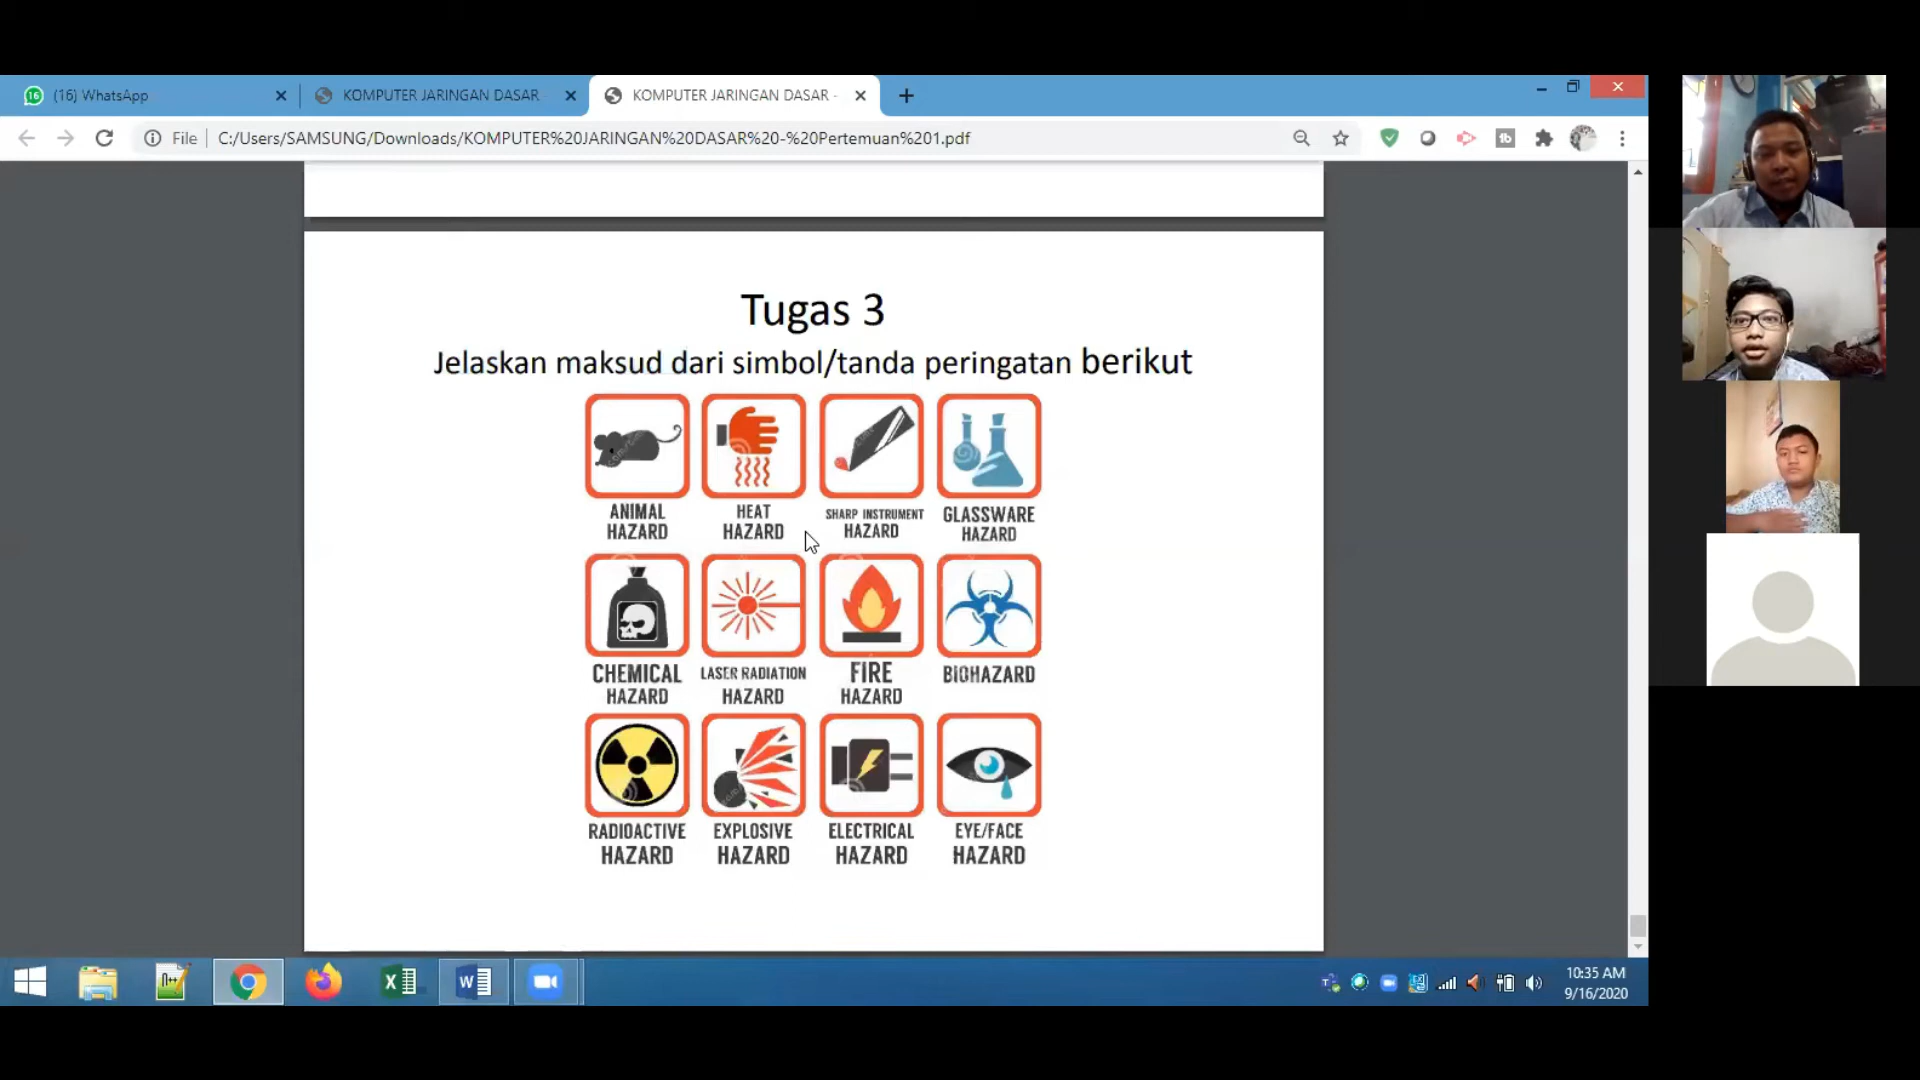 (16) WhatsApp
KOMPUTER JARINGAN DASAR -
KOMPUTER JARINGAN DASAR -
File
C:/Users/SAMSUNG/Downloads/KOMPUTER%20JARINGAN%20DASAR%20-%20Pertemuan%201.pdf
Tugas 3
Jelaskan maksud dari simbol/tanda peringatan berikut
ANIMAL HAZARD
HEAT HAZARD
SHARP INSTRUMENT HAZARD
GLASSWARE HAZARD
CHEMICAL HAZARD
LASER RADIATION HAZARD
FIRE HAZARD
BIOHAZARD
RADIOACTIVE HAZARD
EXPLOSIVE HAZARD
ELECTRICAL HAZARD
EYE/FACE HAZARD
10:35 AM
9/16/2020